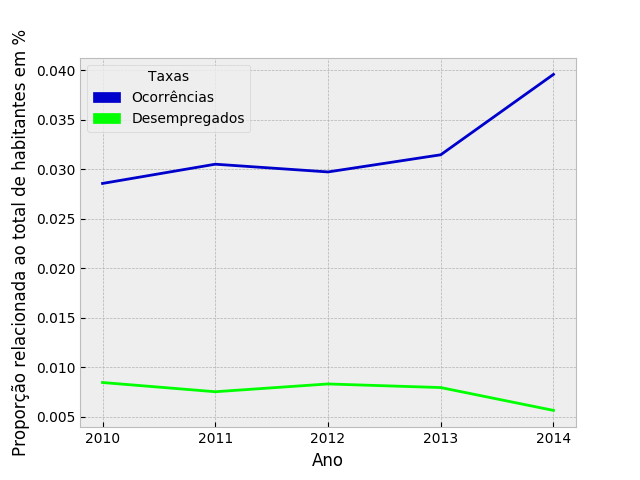 Proporção relacionada ao total de habitantes em %
0.040
0.035
0.030
0.025
0.020
0.015
0.010
0.005
Taxas
Ocorrências
Desempregados
2010 2011 2012 2013 2014
Ano